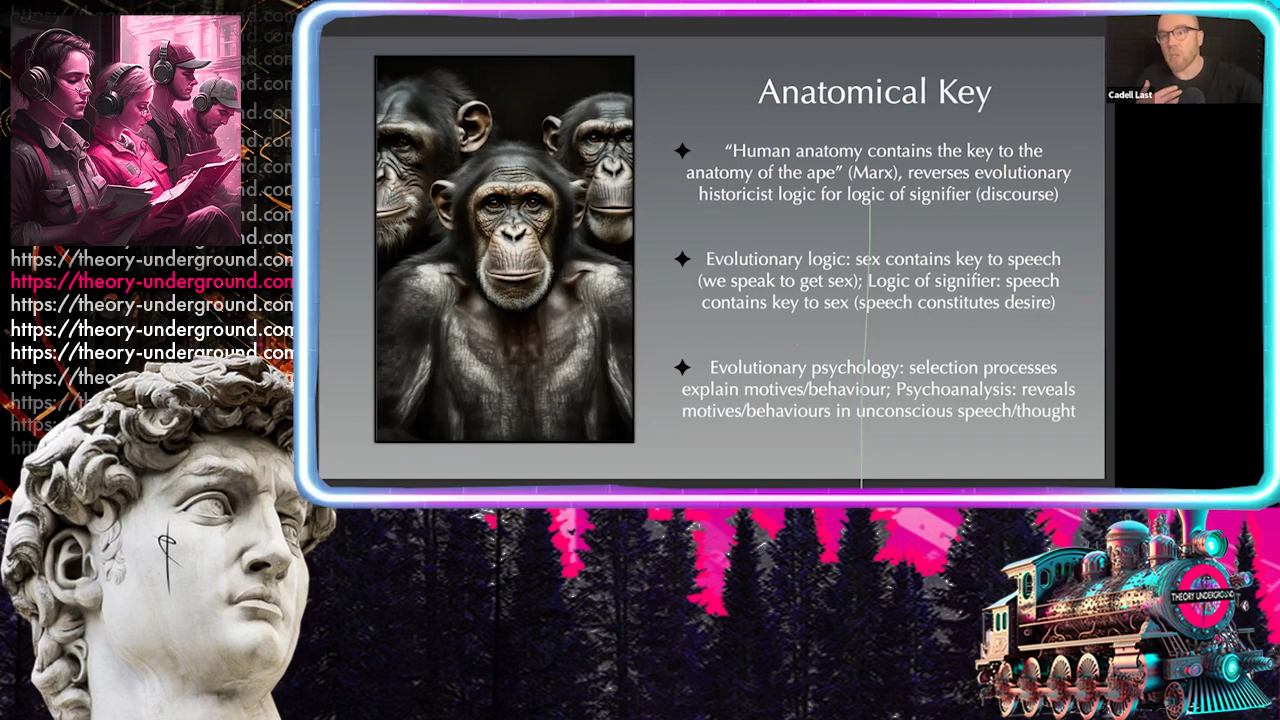 https://theory-underground.com
https://theory-underground.com
https://theory-underground.com
https://theory-underground.com
https://theory-underground.com
Cadell Last
Anatomical Key
✦ “Human anatomy contains the key to the
anatomy of the ape” (Marx), reverses evolutionary
historicist logic for logic of signifier (discourse)
✦ Evolutionary logic: sex contains key to speech
(we speak to get sex); Logic of signifier: speech
contains key to sex (speech constitutes desire)
✦ Evolutionary psychology: selection processes
explain motives/behaviour; Psychoanalysis: reveals
motives/behaviours in unconscious speech/thought
THEORY UNDERGROUND